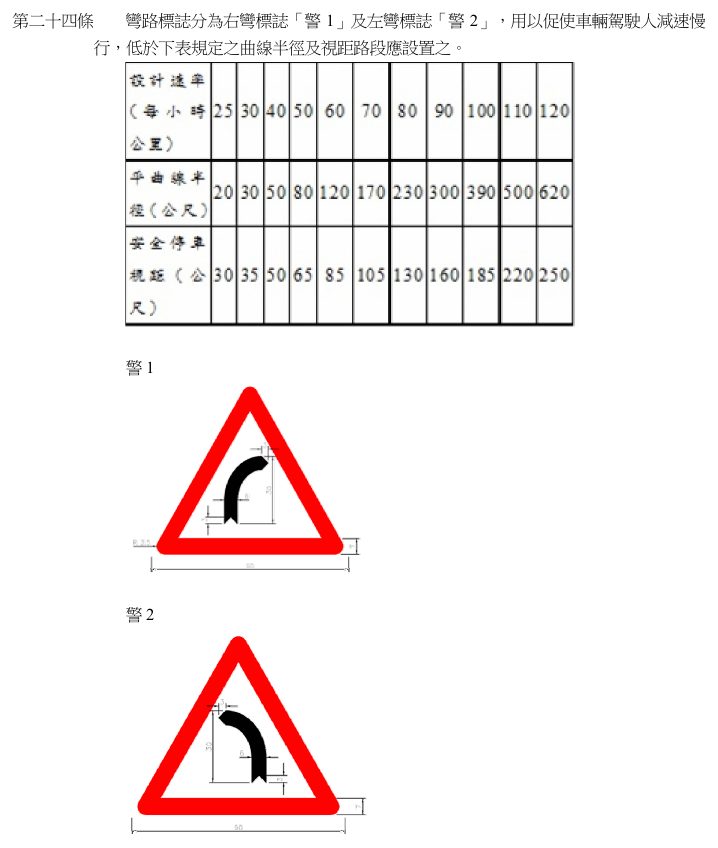 第二十四條　　彎路標誌分為右彎標誌「警 1」及左彎標誌「警 2」，用以促使車輛駕駛人減速慢
行，低於下表規定之曲線半徑及視距路段應設置之。
設計速率
(每小時 25 30 40 50 60 70 80 90 100 110 120
公里)
平曲線半 20 30 50 80 120 170 230 300 390 500 620
徑(公尺)
安全停車
視距(公 30 35 50 65 85 105 130 160 185 220 250
尺)
警 1
30
6
90
警 2
30
6
90